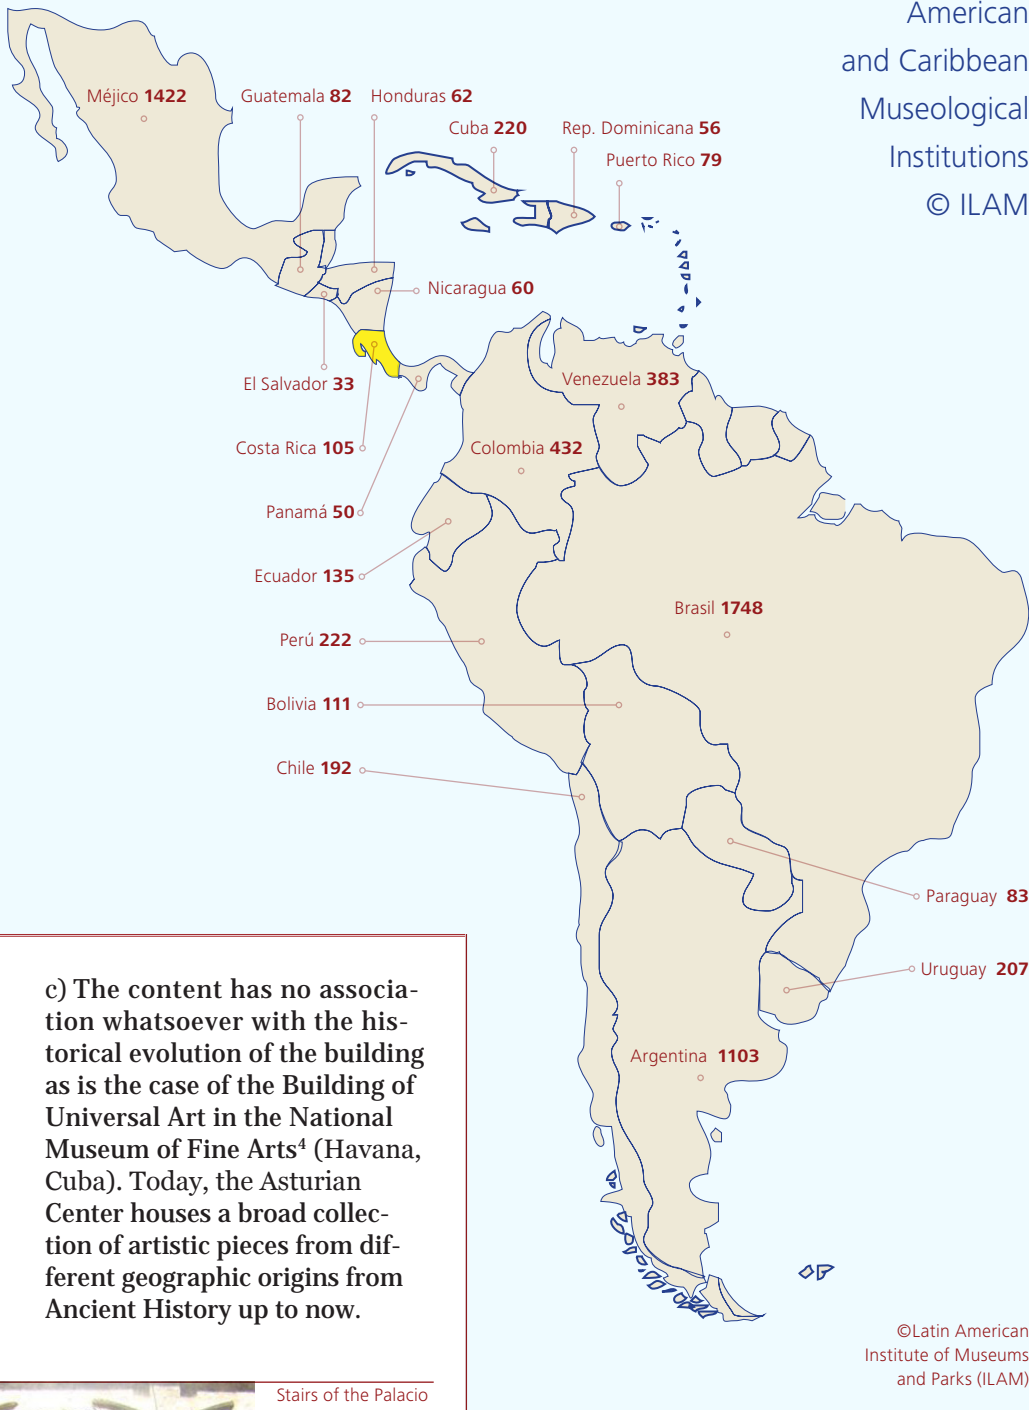 American
and Caribbean
Museological
Institutions
© ILAM
Méjico 1422
Guatemala 82
Honduras 62
Cuba 220
Rep. Dominicana 56
Puerto Rico 79
Nicaragua 60
El Salvador 33
Venezuela 383
Costa Rica 105
Colombia 432
Panamá 50
Ecuador 135
Brasil 1748
Perú 222
Bolivia 111
Chile 192
Paraguay 83
Uruguay 207
Argentina 1103
c) The content has no associa-
tion whatsoever with the his-
torical evolution of the building
as is the case of the Building of
Universal Art in the National
Museum of Fine Arts⁴ (Havana,
Cuba). Today, the Asturian
Center houses a broad collec-
tion of artistic pieces from dif-
ferent geographic origins from
Ancient History up to now.
©Latin American
Institute of Museums
and Parks (ILAM)
Stairs of the Palacio